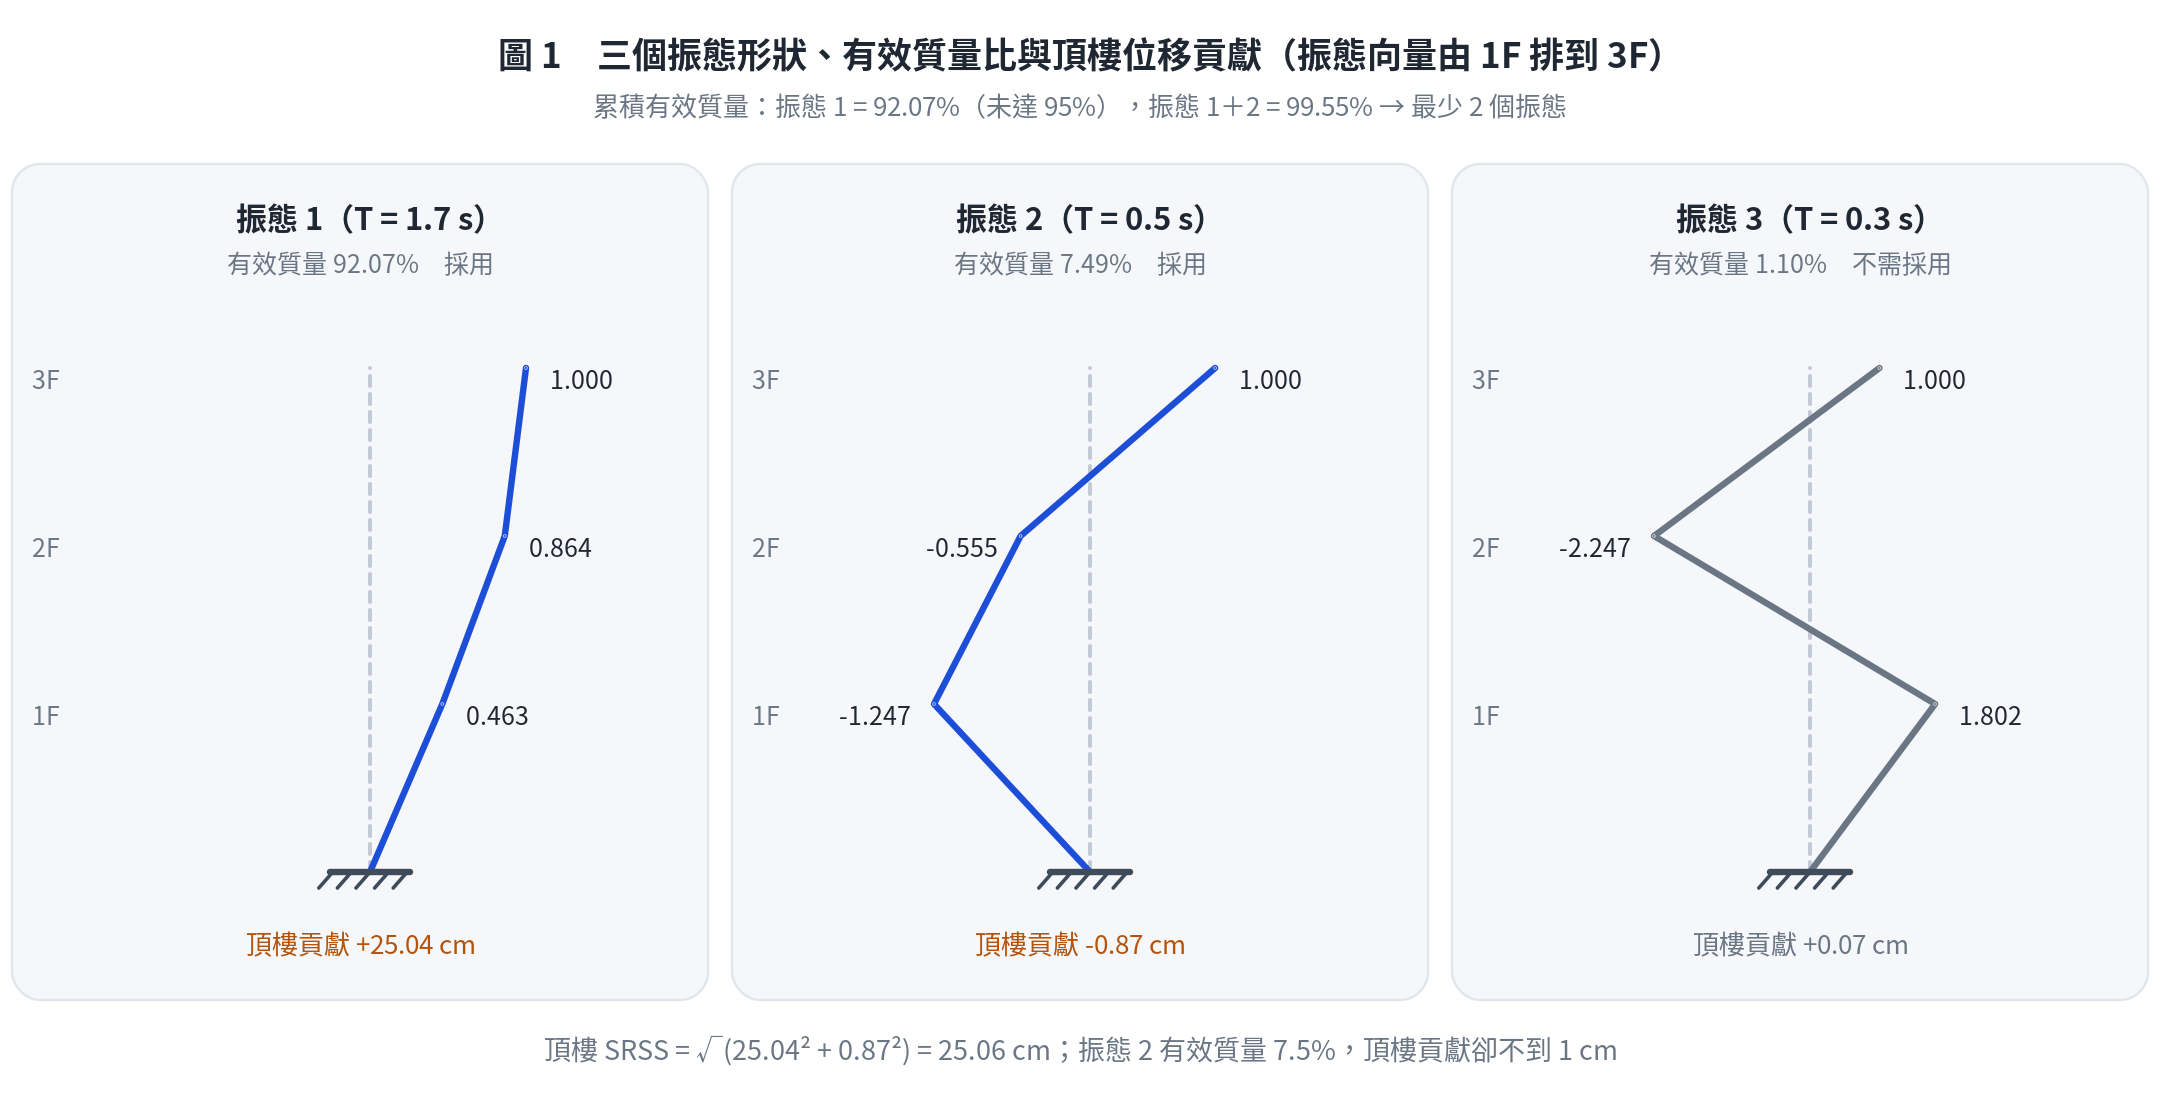 圖 1　三個振態形狀、有效質量比與頂樓位移貢獻（振態向量由 1F 排到 3F）
累積有效質量：振態 1 = 92.07%（未達 95%），振態 1＋2 = 99.55% → 最少 2 個振態
振態 1（T = 1.7 s）
有效質量 92.07%　採用
3F
1.000
2F
0.864
1F
0.463
頂樓貢獻 +25.04 cm
振態 2（T = 0.5 s）
有效質量 7.49%　採用
3F
1.000
2F
-0.555
1F
-1.247
頂樓貢獻 -0.87 cm
振態 3（T = 0.3 s）
有效質量 1.10%　不需採用
3F
1.000
2F
-2.247
1F
1.802
頂樓貢獻 +0.07 cm
頂樓 SRSS = √(25.04² + 0.87²) = 25.06 cm；振態 2 有效質量 7.5%，頂樓貢獻卻不到 1 cm